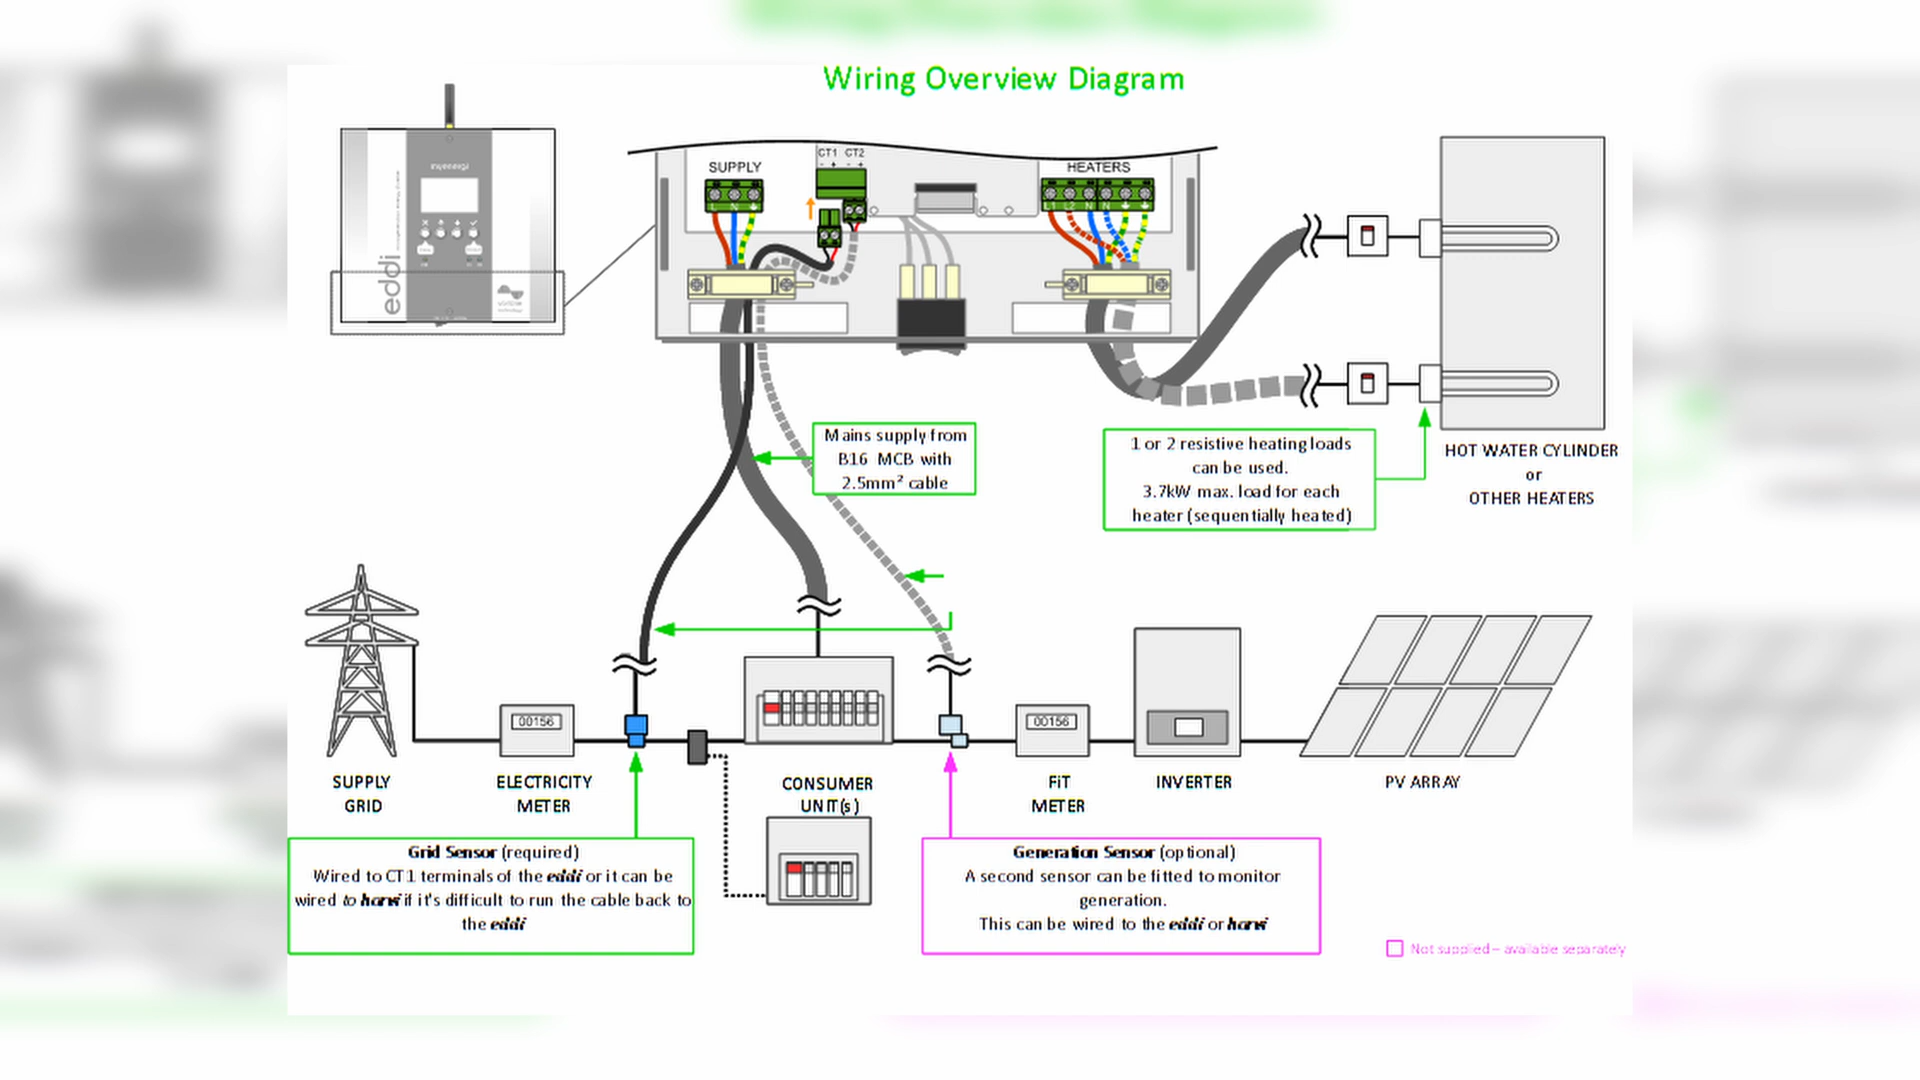 Wiring Overview Diagram
eddi
SUPPLY
L N
CT1 CT2
- + - +
HEATERS
L1 L2 N N
Mains supply from
B16 MCB with
2.5mm² cable
1 or 2 resistive heating loads
can be used.
3.7kW max. load for each
heater (sequentially heated)
HOT WATER CYLINDER
or
OTHER HEATERS
00156
00156
SUPPLY
GRID
ELECTRICITY
METER
CONSUMER
UNIT(s)
FiT
METER
INVERTER
PV ARRAY
Grid Sensor (required)
Wired to CT1 terminals of the eddi or it can be
wired to harvi if it's difficult to run the cable back to
the eddi
Generation Sensor (optional)
A second sensor can be fitted to monitor
generation.
This can be wired to the eddi or harvi
Not supplied – available separately